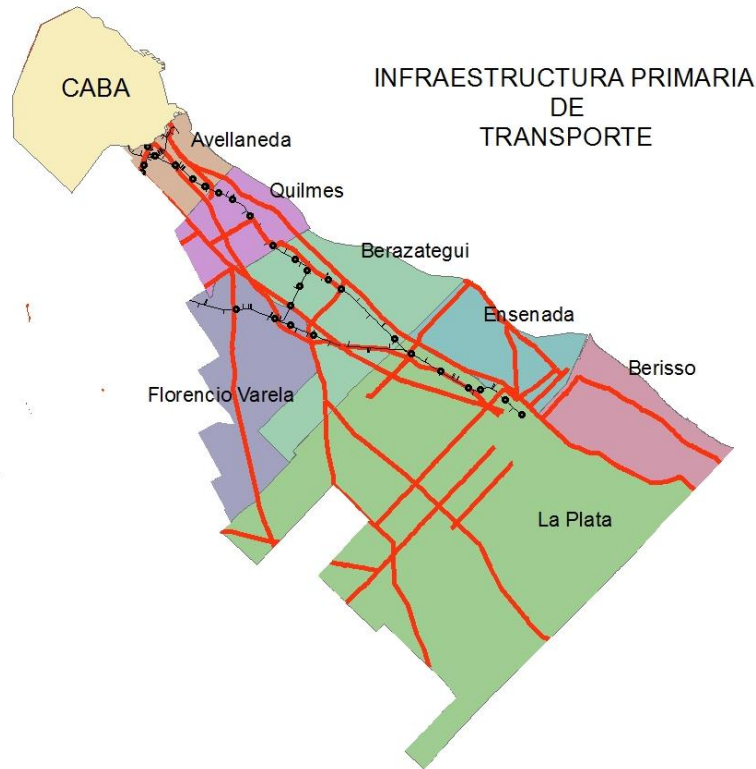 INFRAESTRUCTURA PRIMARIA
DE
TRANSPORTE
CABA
Avellaneda
Quilmes
Berazategui
Ensenada
Berisso
Florencio Varela
La Plata